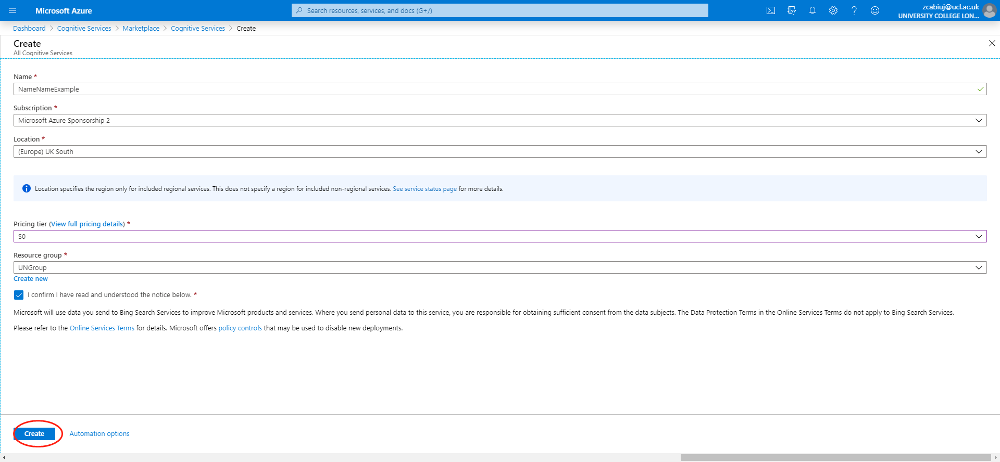 Microsoft Azure
Search resources, services, and docs (G+/)
zcabiuj@ucl.ac.uk
UNIVERSITY COLLEGE LON...
Dashboard > Cognitive Services > Marketplace > Cognitive Services > Create
Create
All Cognitive Services
Name *
NameNameExample
Subscription *
Microsoft Azure Sponsorship 2
Location *
(Europe) UK South
Location specifies the region only for included regional services. This does not specify a region for included non-regional services. See service status page for more details.
Pricing tier (View full pricing details) *
S0
Resource group *
UNGroup
Create new
I confirm I have read and understood the notice below. *
Microsoft will use data you send to Bing Search Services to improve Microsoft products and services. Where you send personal data to this service, you are responsible for obtaining sufficient consent from the data subjects. The Data Protection Terms in the Online Services Terms do not apply to Bing Search Services.
Please refer to the Online Services Terms for details. Microsoft offers policy controls that may be used to disable new deployments.
Create
Automation options